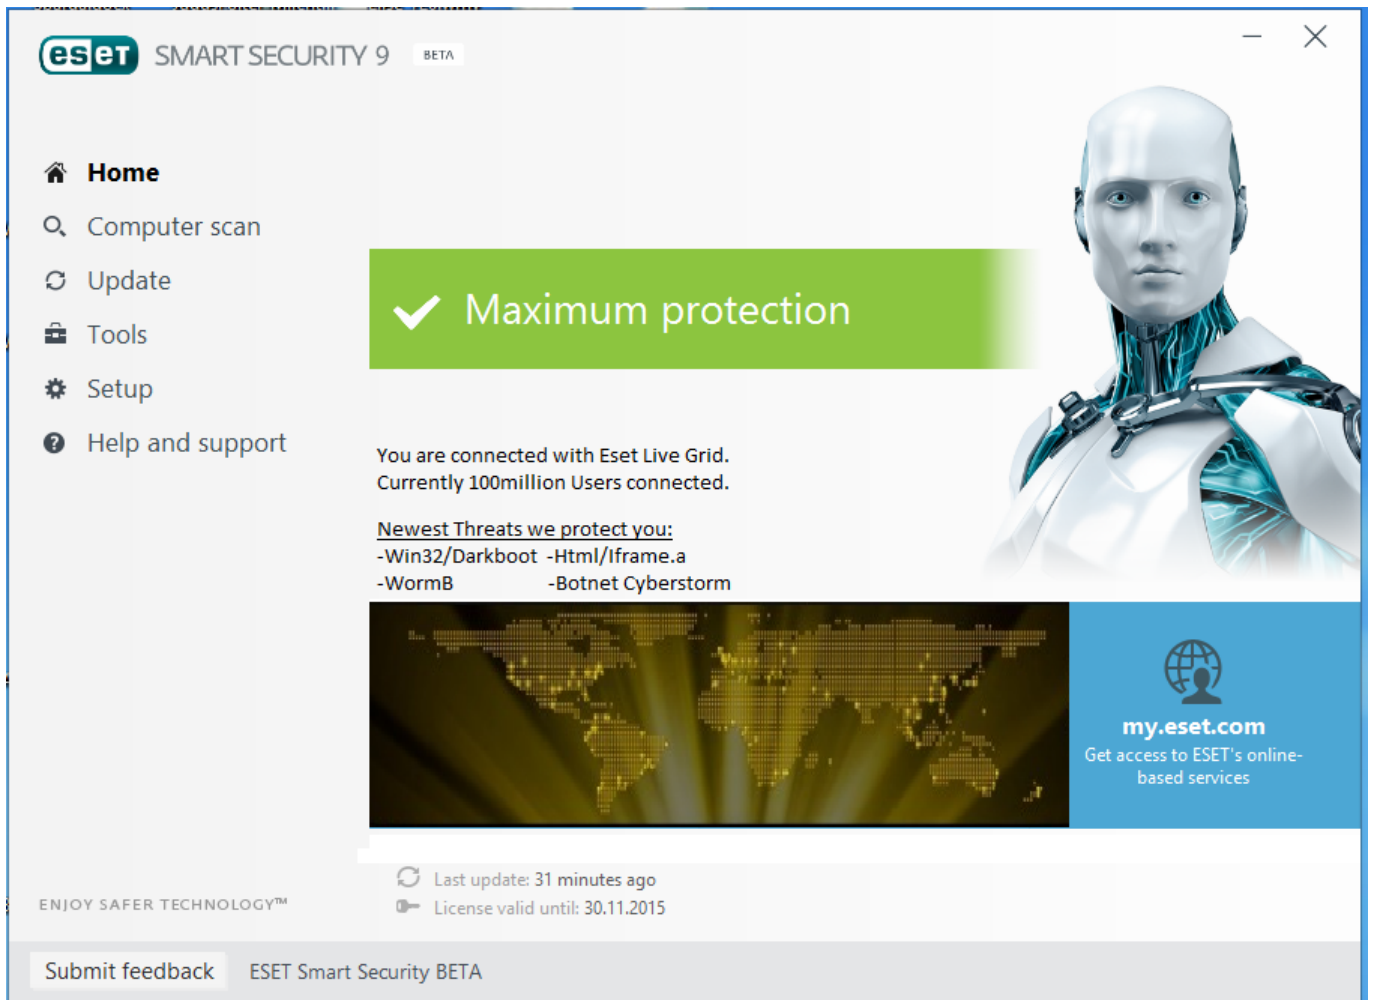 eset SMART SECURITY 9 BETA
Home
Computer scan
Update
Tools
Setup
Help and support
Maximum protection
You are connected with Eset Live Grid.
Currently 100million Users connected.
Newest Threats we protect you:
-Win32/Darkboot -Html/Iframe.a
-WormB -Botnet Cyberstorm
my.eset.com
Get access to ESET's online-
based services
Last update: 31 minutes ago
License valid until: 30.11.2015
ENJOY SAFER TECHNOLOGY™
Submit feedback ESET Smart Security BETA